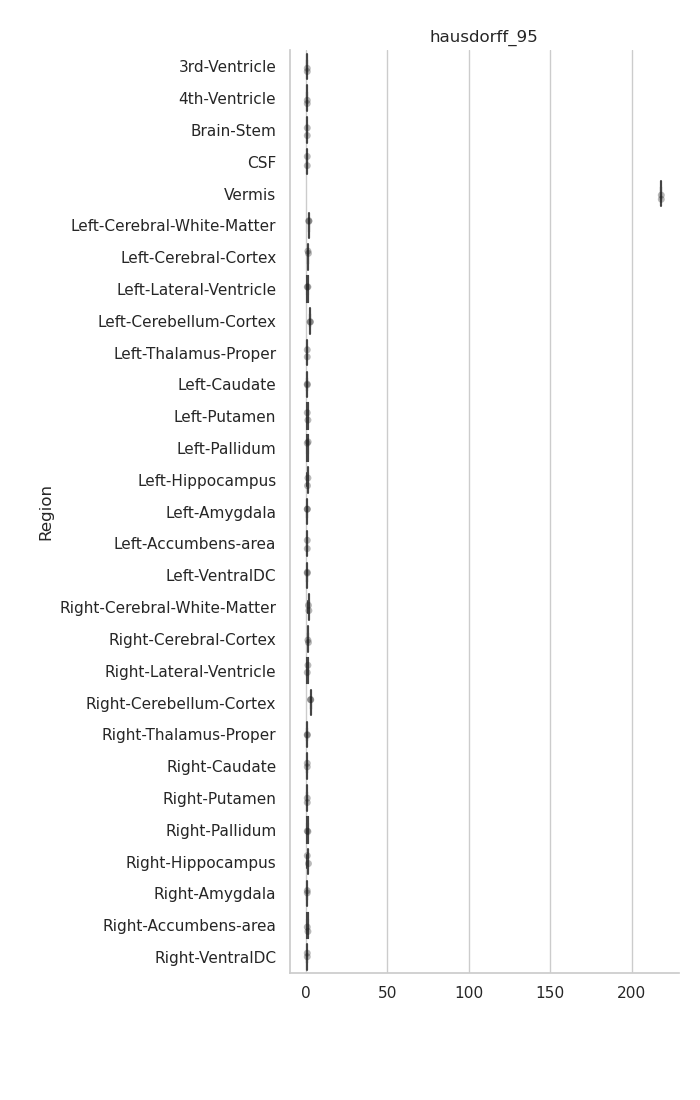 hausdorff_95
3rd-Ventricle
4th-Ventricle
Brain-Stem
CSF
Vermis
Left-Cerebral-White-Matter
Left-Cerebral-Cortex
Left-Lateral-Ventricle
Left-Cerebellum-Cortex
Left-Thalamus-Proper
Left-Caudate
Left-Putamen
Left-Pallidum
Left-Hippocampus
Region
Left-Amygdala
Left-Accumbens-area
Left-VentralDC
Right-Cerebral-White-Matter
Right-Cerebral-Cortex
Right-Lateral-Ventricle
Right-Cerebellum-Cortex
Right-Thalamus-Proper
Right-Caudate
Right-Putamen
Right-Pallidum
Right-Hippocampus
Right-Amygdala
Right-Accumbens-area
Right-VentralDC
0 50 100 150 200